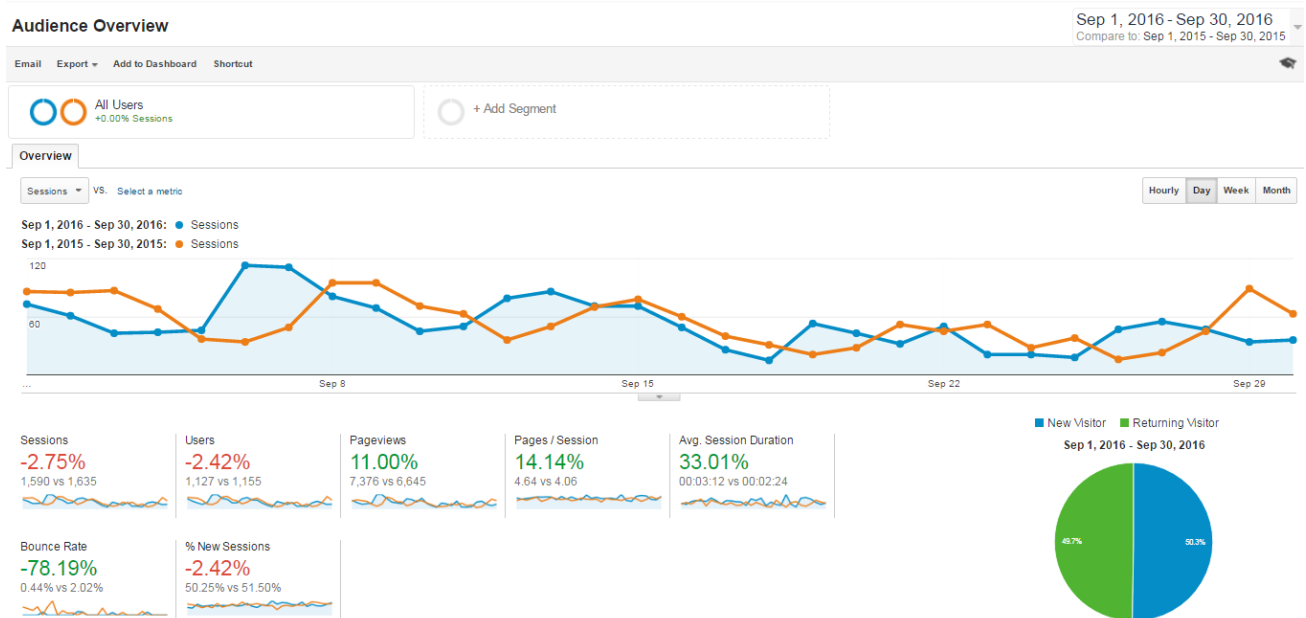 Audience Overview
Sep 1, 2016 - Sep 30, 2016
Compare to: Sep 1, 2015 - Sep 30, 2015
Email Export Add to Dashboard Shortcut
All Users
+0.00% Sessions
+ Add Segment
Overview
Sessions VS. Select a metric
Hourly Day Week Month
Sep 1, 2016 - Sep 30, 2016: Sessions
Sep 1, 2015 - Sep 30, 2015: Sessions
120
60
... Sep 8 Sep 15 Sep 22 Sep 29
Sessions
-2.75%
1,590 vs 1,635
Users
-2.42%
1,127 vs 1,155
Pageviews
11.00%
7,376 vs 6,645
Pages / Session
14.14%
4.64 vs 4.06
Avg. Session Duration
33.01%
00:03:12 vs 00:02:24
Bounce Rate
-78.19%
0.44% vs 2.02%
% New Sessions
-2.42%
50.25% vs 51.50%
New Visitor Returning Visitor
Sep 1, 2016 - Sep 30, 2016
49.7% 50.3%